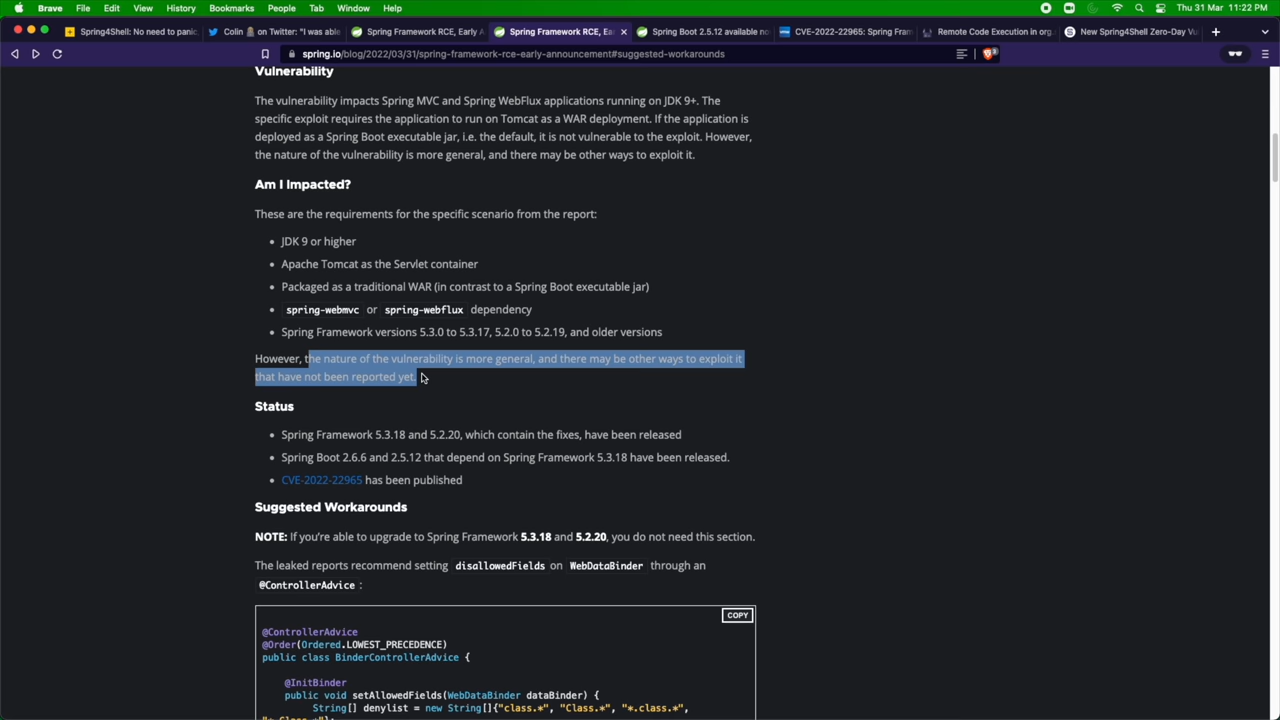 Brave File Edit View History Bookmarks People Tab Window Help Thu 31 Mar 11:22 PM
Spring4Shell: No need to panic, Colin on Twitter: "I was able Spring Framework RCE, Early A Spring Framework RCE, Ea Spring Boot 2.5.12 available no CVE-2022-22965: Spring Fram Remote Code Execution in org. New Spring4Shell Zero-Day Vu
spring.io/blog/2022/03/31/spring-framework-rce-early-announcement#suggested-workarounds
Vulnerability
The vulnerability impacts Spring MVC and Spring WebFlux applications running on JDK 9+. The
specific exploit requires the application to run on Tomcat as a WAR deployment. If the application is
deployed as a Spring Boot executable jar, i.e. the default, it is not vulnerable to the exploit. However,
the nature of the vulnerability is more general, and there may be other ways to exploit it.
Am I Impacted?
These are the requirements for the specific scenario from the report:
• JDK 9 or higher
• Apache Tomcat as the Servlet container
• Packaged as a traditional WAR (in contrast to a Spring Boot executable jar)
• spring-webmvc or spring-webflux dependency
• Spring Framework versions 5.3.0 to 5.3.17, 5.2.0 to 5.2.19, and older versions
However, the nature of the vulnerability is more general, and there may be other ways to exploit it
that have not been reported yet.
Status
• Spring Framework 5.3.18 and 5.2.20, which contain the fixes, have been released
• Spring Boot 2.6.6 and 2.5.12 that depend on Spring Framework 5.3.18 have been released.
• CVE-2022-22965 has been published
Suggested Workarounds
NOTE: If you're able to upgrade to Spring Framework 5.3.18 and 5.2.20, you do not need this section.
The leaked reports recommend setting disallowedFields on WebDataBinder through an
@ControllerAdvice :
COPY
@ControllerAdvice
@Order(Ordered.LOWEST_PRECEDENCE)
public class BinderControllerAdvice {
@InitBinder
public void setAllowedFields(WebDataBinder dataBinder) {
String[] denylist = new String[]{"class.*", "Class.*", "*.class.*",
"*.Class.*"};